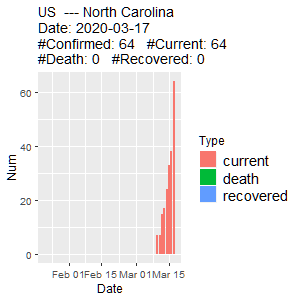 US --- North Carolina
Date: 2020-03-17
#Confirmed: 64 #Current: 64
#Death: 0 #Recovered: 0
60
40
20
0
Num
Feb 01 Feb 15 Mar 01 Mar 15
Date
Type
current
death
recovered